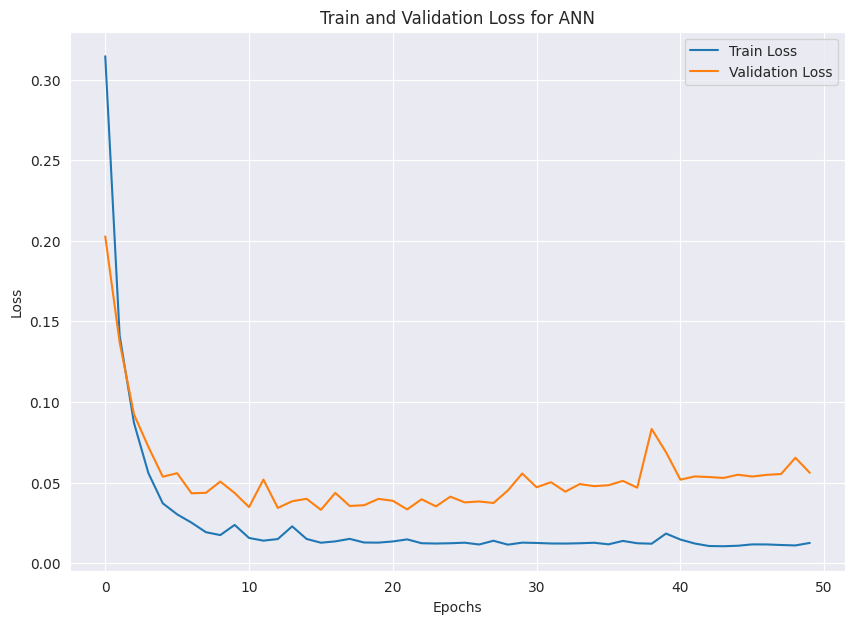 Train and Validation Loss for ANN
Train Loss
Validation Loss
Loss
0.30
0.25
0.20
0.15
0.10
0.05
0.00
0 10 20 30 40 50
Epochs